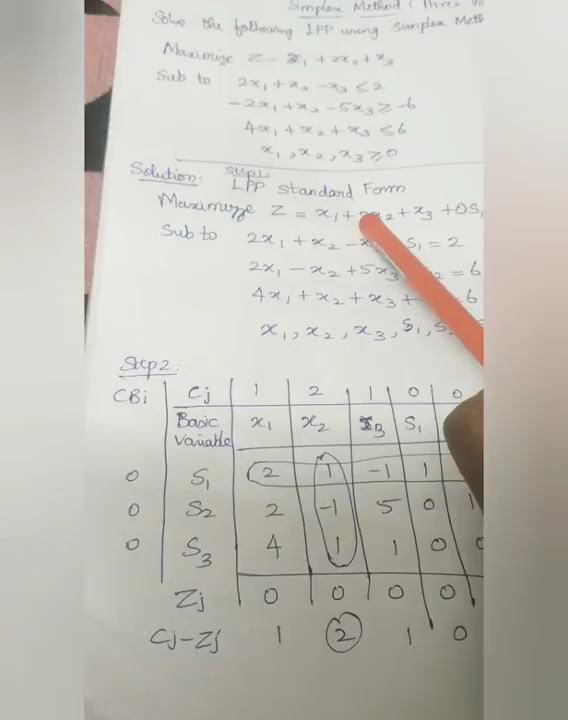 Simplex Method (Three
Solve the following LPP using simplex Meth
Maximize Z = x₁ + 2x₂ + x₃
Sub to 2x₁ + x₂ - x₃ ≤ 2
-2x₁ + x₂ - 5x₃ ≥ -6
4x₁ + x₂ + x₃ ≤ 6
x₁, x₂, x₃ ≥ 0
Solution: Step1
LPP Standard Form
Maximize Z = x₁ + 2x₂ + x₃ + 0S₁
Sub to 2x₁ + x₂ - x S₁ = 2
2x₁ - x₂ + 5x₃ 2 = 6
4x₁ + x₂ + x₃ + = 6
x₁, x₂, x₃, S₁, S
Step2:
CBi Cj 1 2 1 0 0
Basic Variable x₁ x₂ x₃ S₁
0 S₁ 2 1 -1 1
0 S₂ 2 -1 5 0 1
0 S₃ 4 1 1 0 0
Zj 0 0 0 0
Cj-Zj 1 2 1 0